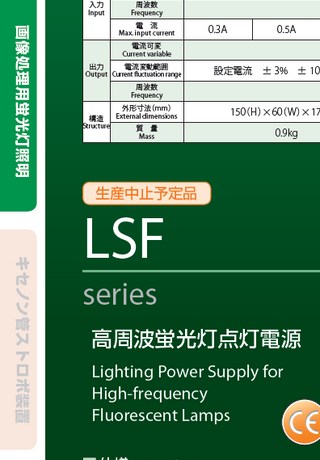 画像処理用蛍光灯照明
キセノン管ストロボ装置
入力
Input
周波数
Frequency
電　流
Max. input current
0.3A
0.5A
出力
Output
電流可変
Current variable
電流変動範囲
Current fluctuation range
設定電流　± 3%　± 10
周波数
Frequency
構造
Structure
外形寸法（mm）
External dimensions
150（H）×60（W）×17
質　量
Mass
0.9kg
生産中止予定品
LSF
series
高周波蛍光灯点灯電源
Lighting Power Supply for
High-frequency
Fluorescent Lamps
CE